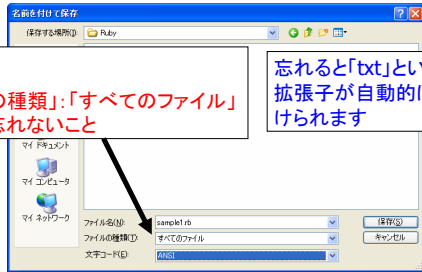 名前を付けて保存
保存する場所(I):
Ruby
の種類」:「すべてのファイル」
忘れないこと
忘れると「txt」とい
拡張子が自動的に
けられます
マイ ドキュメント
マイ コンピュータ
マイ ネットワーク
ファイル名(N):
sample1.rb
保存(S)
ファイルの種類(T):
すべてのファイル
キャンセル
文字コード(E):
ANSI